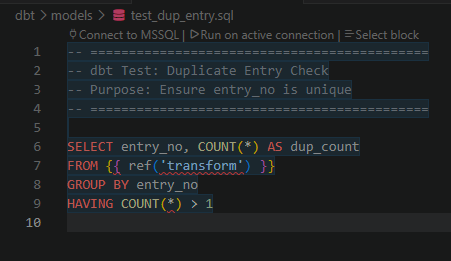 dbt > models > test_dup_entry.sql
Connect to MSSQL | Run on active connection | Select block
1 -- ============================================
2 -- dbt Test: Duplicate Entry Check
3 -- Purpose: Ensure entry_no is unique
4 -- ============================================
5
6 SELECT entry_no, COUNT(*) AS dup_count
7 FROM {{ ref('transform') }}
8 GROUP BY entry_no
9 HAVING COUNT(*) > 1
10